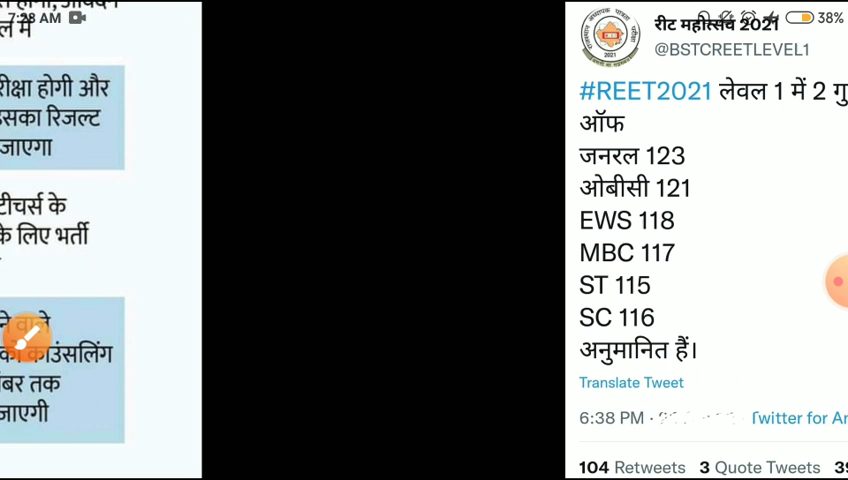 7:28 AM
38%
ल में
रीक्षा होगी और
सका रिजल्ट
जाएगा
टीचर्स के
के लिए भर्ती
को काउंसलिंग
बर तक
जाएगी
रीट महोत्सव 2021
@BSTCREETLEVEL1
#REET2021 लेवल 1 में 2 गु
ऑफ
जनरल 123
ओबीसी 121
EWS 118
MBC 117
ST 115
SC 116
अनुमानित हैं।
Translate Tweet
6:38 PM · Twitter for An
104 Retweets 3 Quote Tweets 39